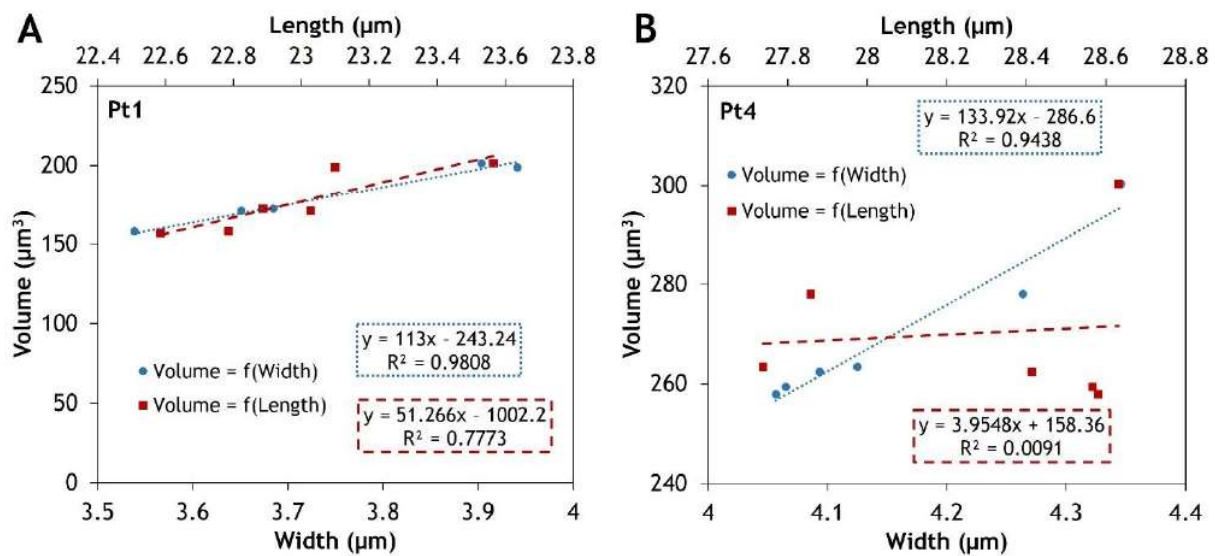 A
Length (µm)
22.4 22.6 22.8 23 23.2 23.4 23.6 23.8
250
200
150
100
50
0
Volume (µm³)
Pt1
Volume = f(Width)
Volume = f(Length)
y = 113x - 243.24
R² = 0.9808
y = 51.266x - 1002.2
R² = 0.7773
3.5 3.6 3.7 3.8 3.9 4
Width (µm)
B
Length (µm)
27.6 27.8 28 28.2 28.4 28.6 28.8
320
300
280
260
240
Volume (µm³)
Pt4
y = 133.92x - 286.6
R² = 0.9438
Volume = f(Width)
Volume = f(Length)
y = 3.9548x + 158.36
R² = 0.0091
4 4.1 4.2 4.3 4.4
Width (µm)